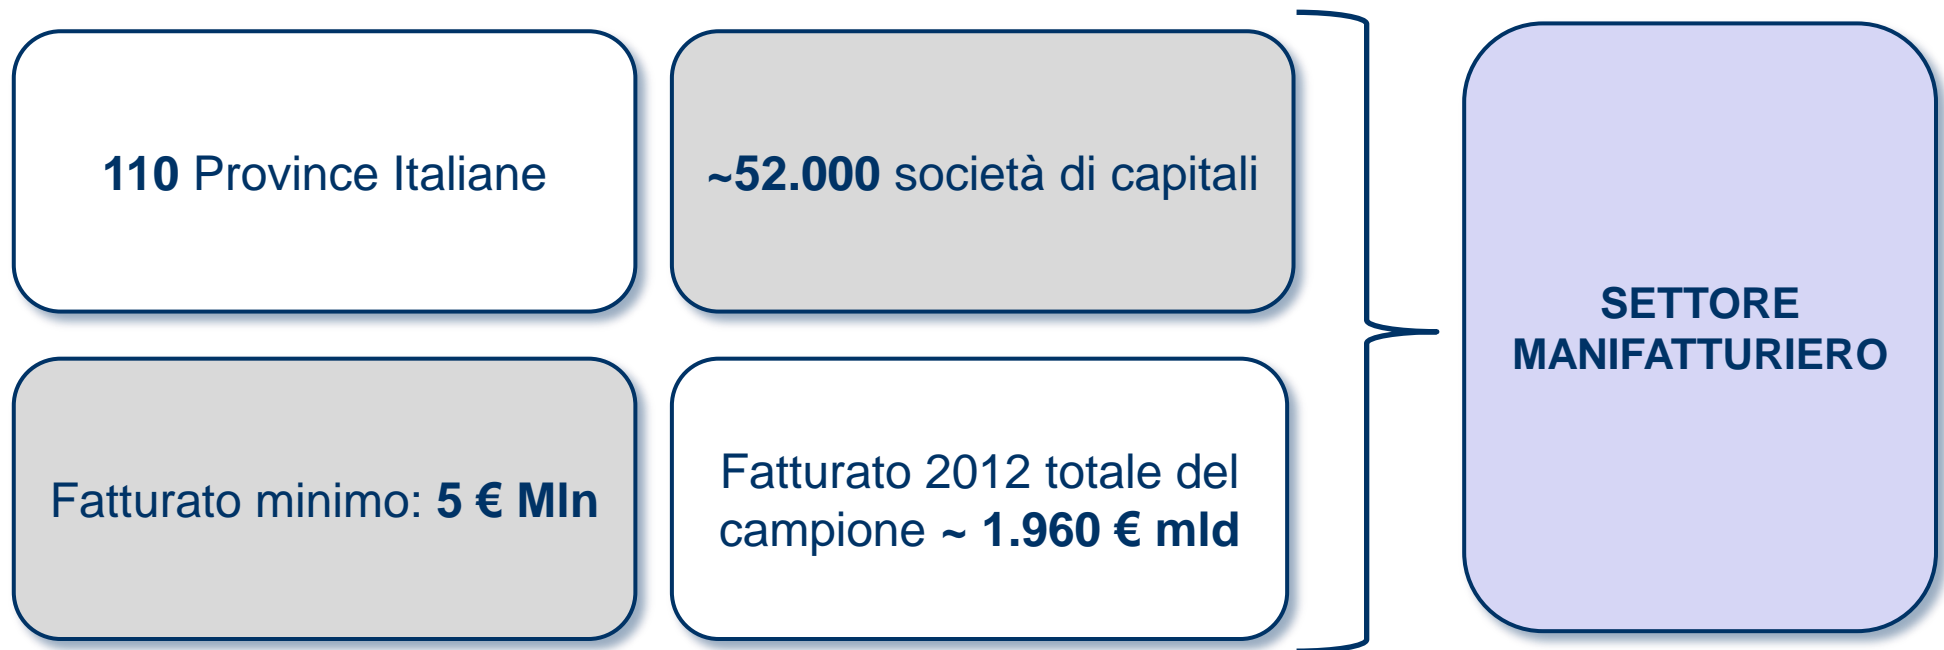 110 Province Italiane
~52.000 società di capitali
Fatturato minimo: 5 € Mln
Fatturato 2012 totale del
campione ~ 1.960 € mld
SETTORE
MANIFATTURIERO